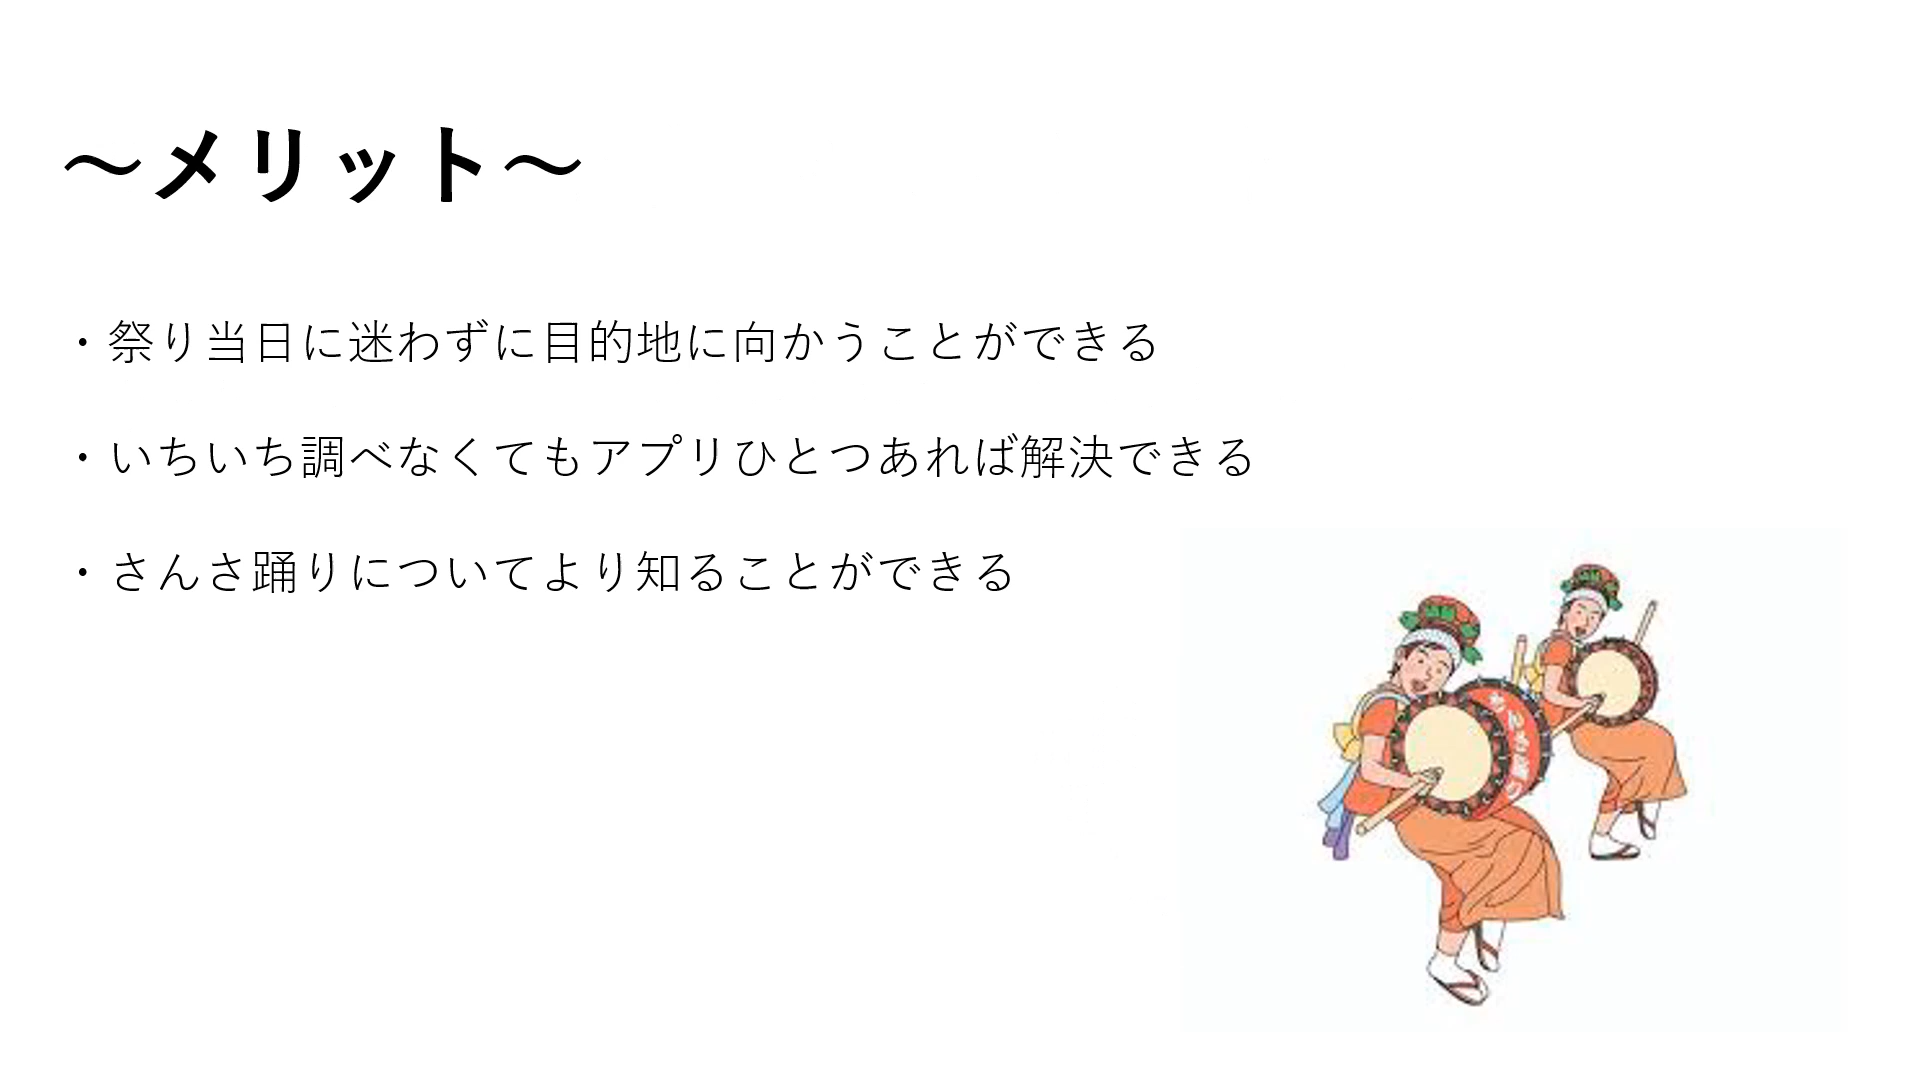 ～メリット～
・祭り当日に迷わずに目的地に向かうことができる
・いちいち調べなくてもアプリひとつあれば解決できる
・さんさ踊りについてより知ることができる